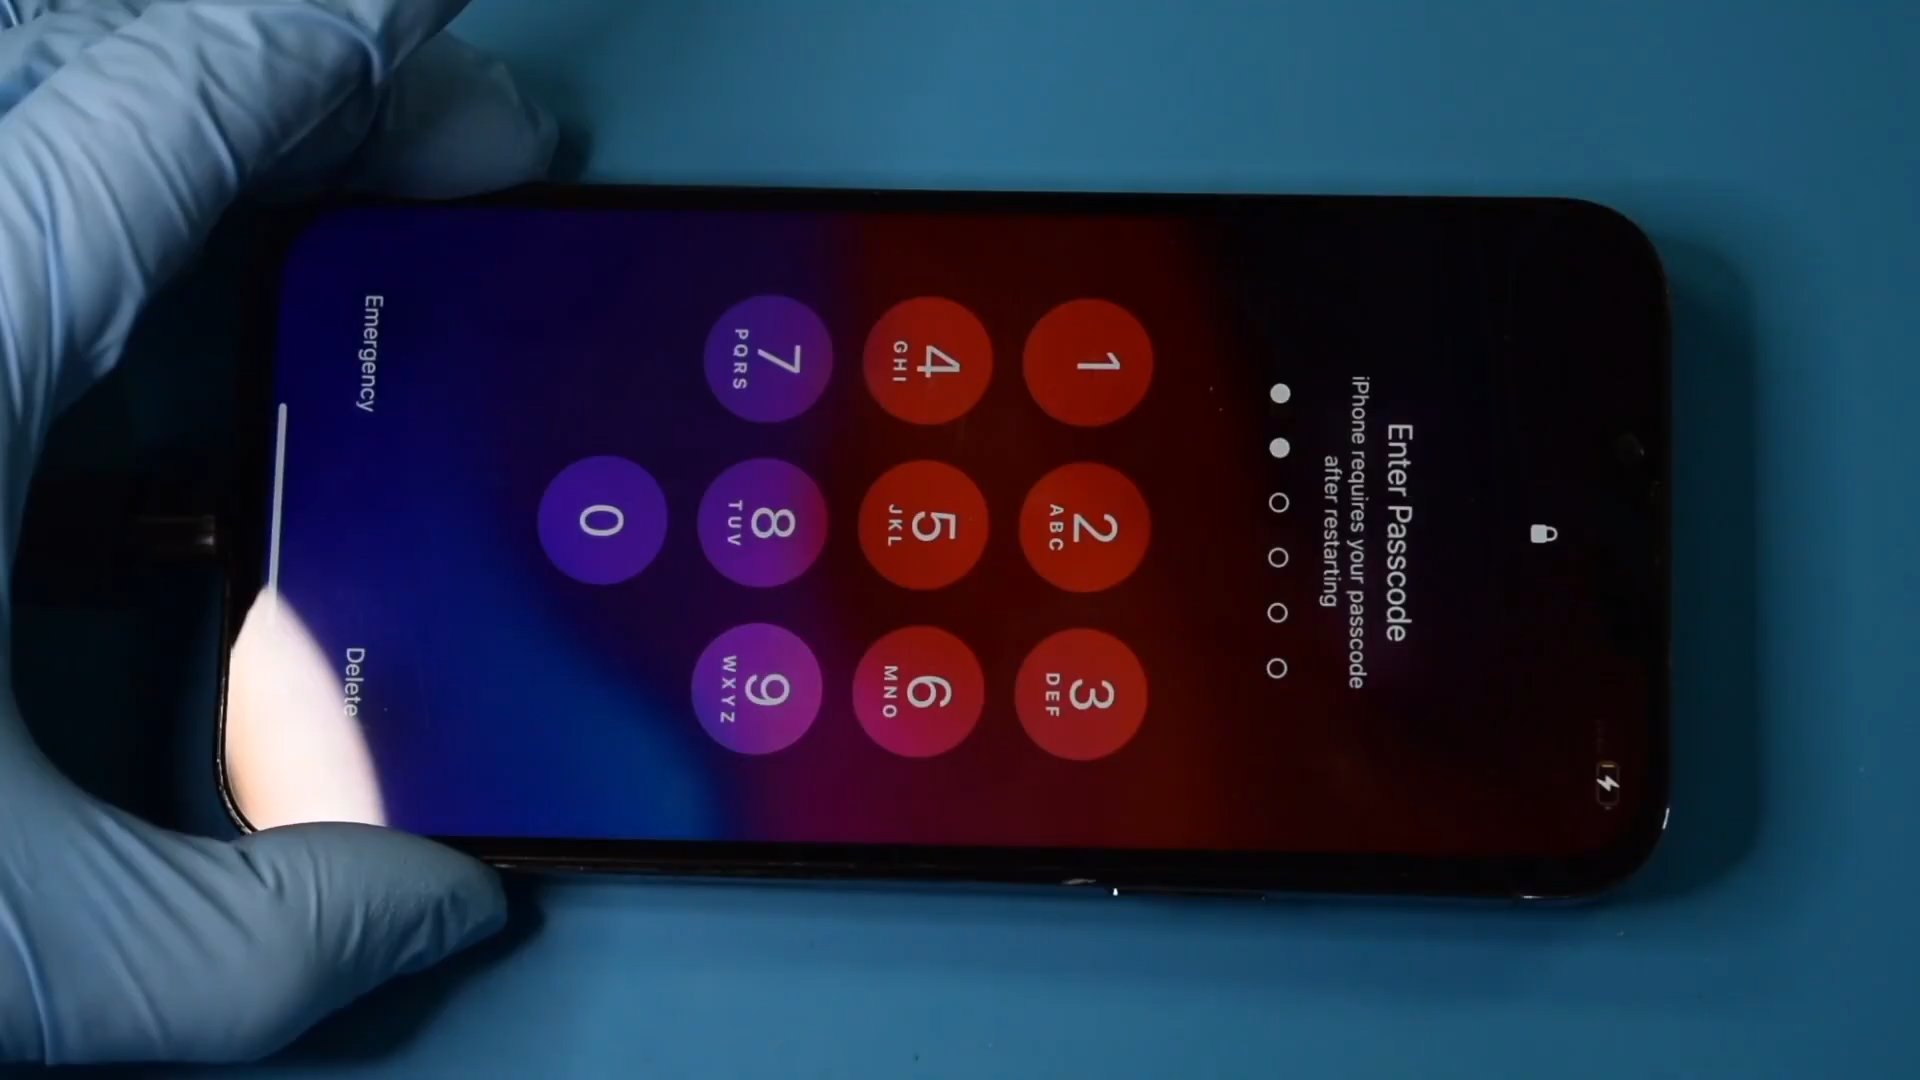 Enter Passcode
iPhone requires your passcode
after restarting
1
2
ABC
3
DEF
4
GHI
5
JKL
6
MNO
7
PQRS
8
TUV
9
WXYZ
0
Emergency
Delete